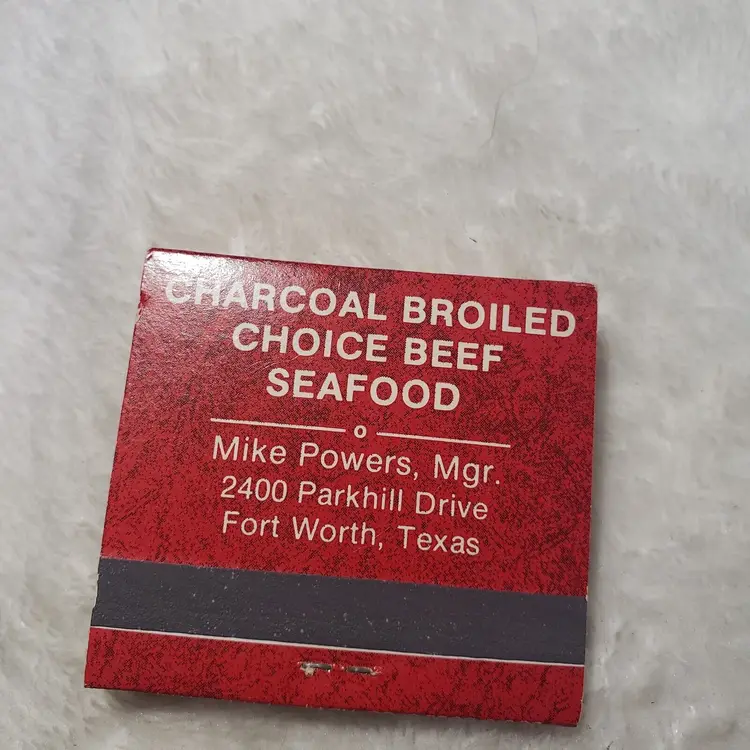 CHARCOAL BROILED
CHOICE BEEF
SEAFOOD
o
Mike Powers, Mgr.
2400 Parkhill Drive
Fort Worth, Texas